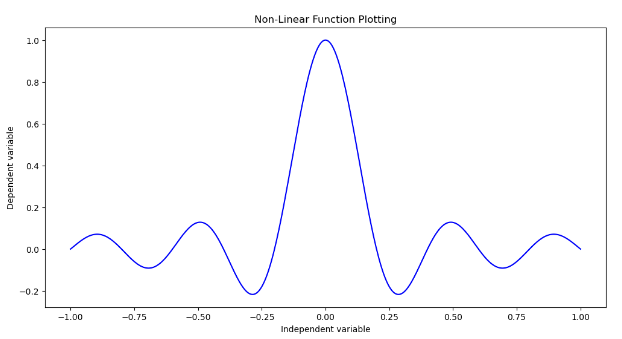 Non-Linear Function Plotting
1.0
0.8
0.6
0.4
0.2
0.0
−0.2
Dependent variable
−1.00 −0.75 −0.50 −0.25 0.00 0.25 0.50 0.75 1.00
Independent variable